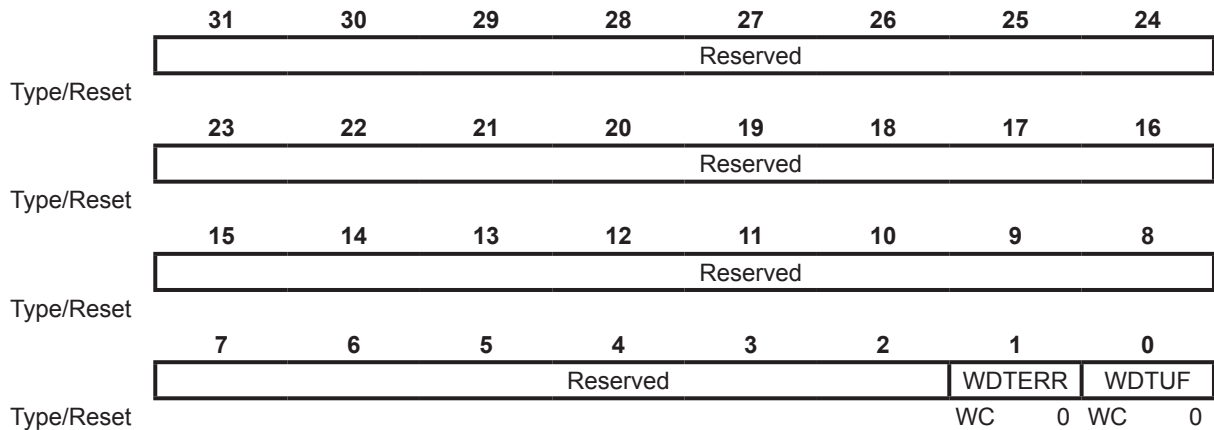 31 30 29 28 27 26 25 24
Reserved
Type/Reset
23 22 21 20 19 18 17 16
Reserved
Type/Reset
15 14 13 12 11 10 9 8
Reserved
Type/Reset
7 6 5 4 3 2 1 0
Reserved WDTERR WDTUF
Type/Reset WC 0 WC 0